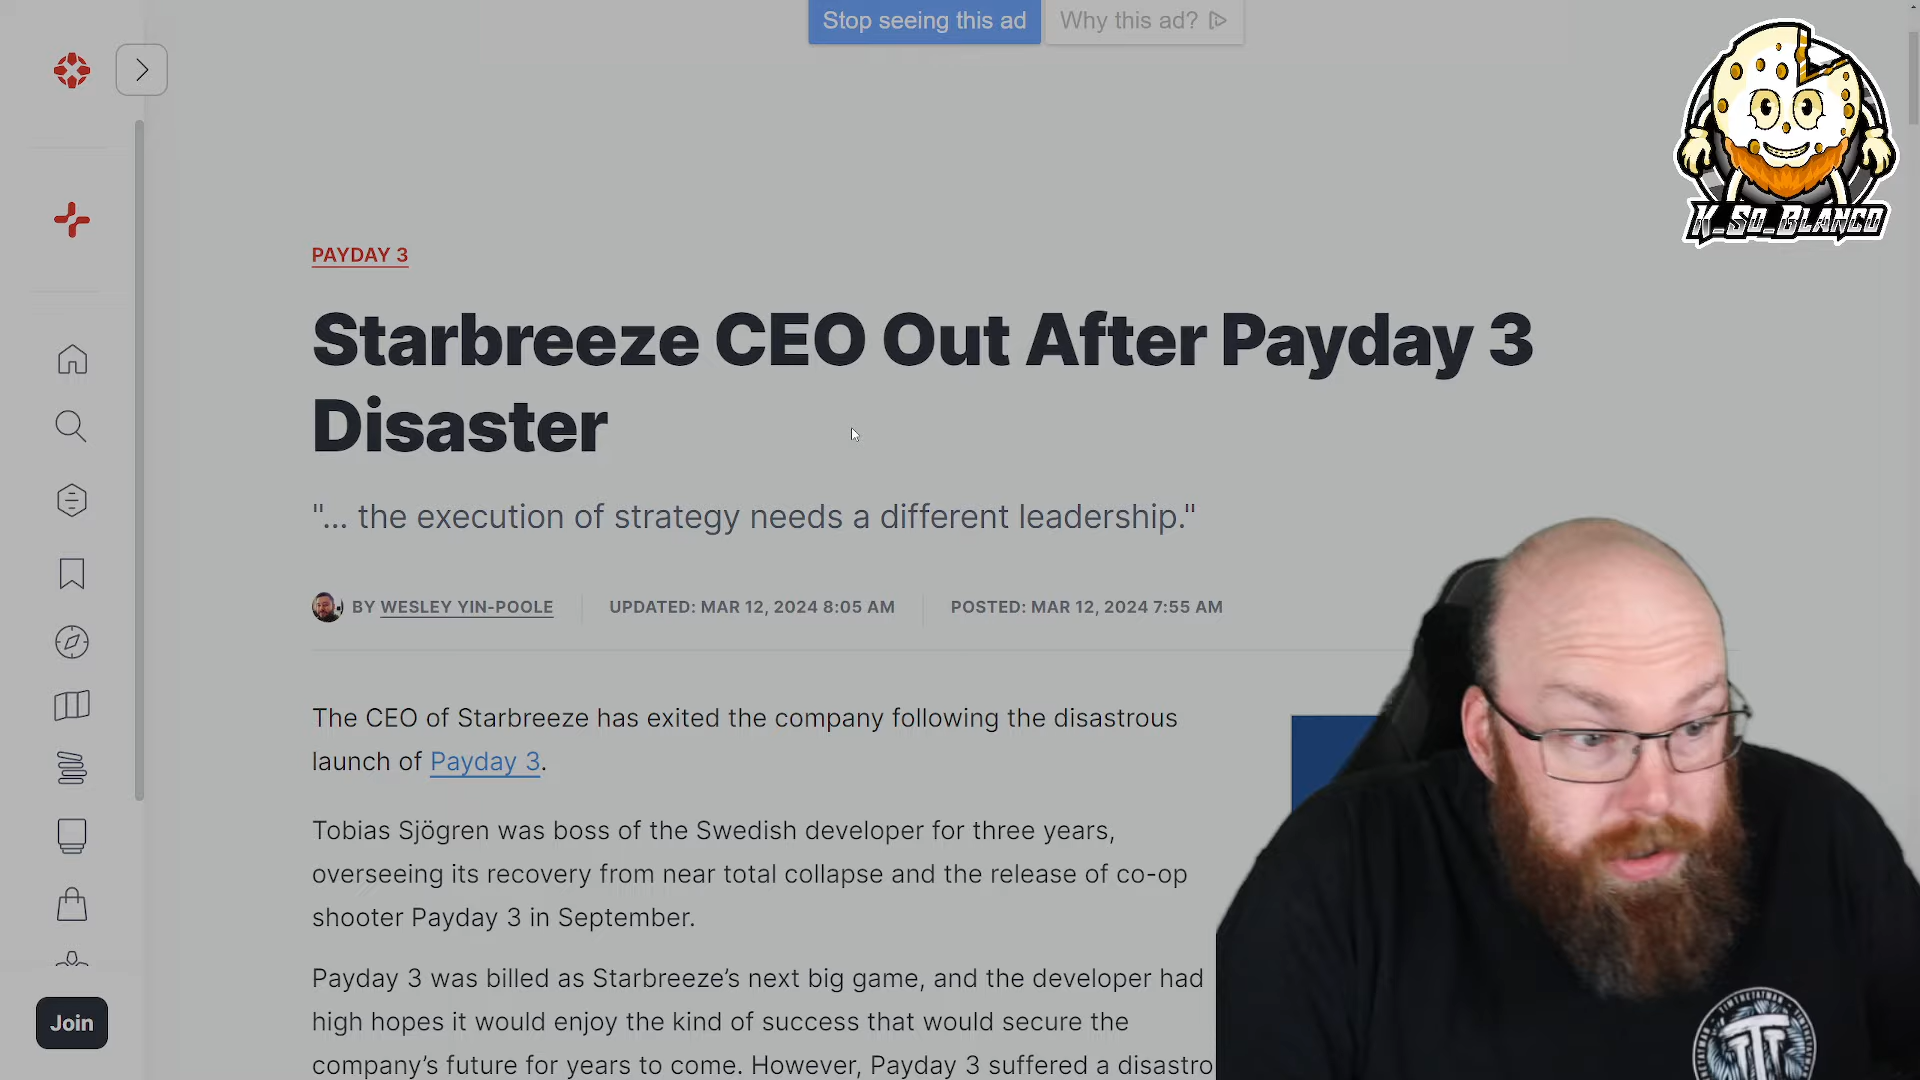 Stop seeing this ad
Why this ad?
K_So_Blanco
PAYDAY 3
Starbreeze CEO Out After Payday 3
Disaster
"... the execution of strategy needs a different leadership."
BY WESLEY YIN-POOLE
UPDATED: MAR 12, 2024 8:05 AM
POSTED: MAR 12, 2024 7:55 AM
The CEO of Starbreeze has exited the company following the disastrous
launch of Payday 3.
Tobias Sjögren was boss of the Swedish developer for three years,
overseeing its recovery from near total collapse and the release of co-op
shooter Payday 3 in September.
Payday 3 was billed as Starbreeze’s next big game, and the developer had
high hopes it would enjoy the kind of success that would secure the
company’s future for years to come. However, Payday 3 suffered a disastro
Join